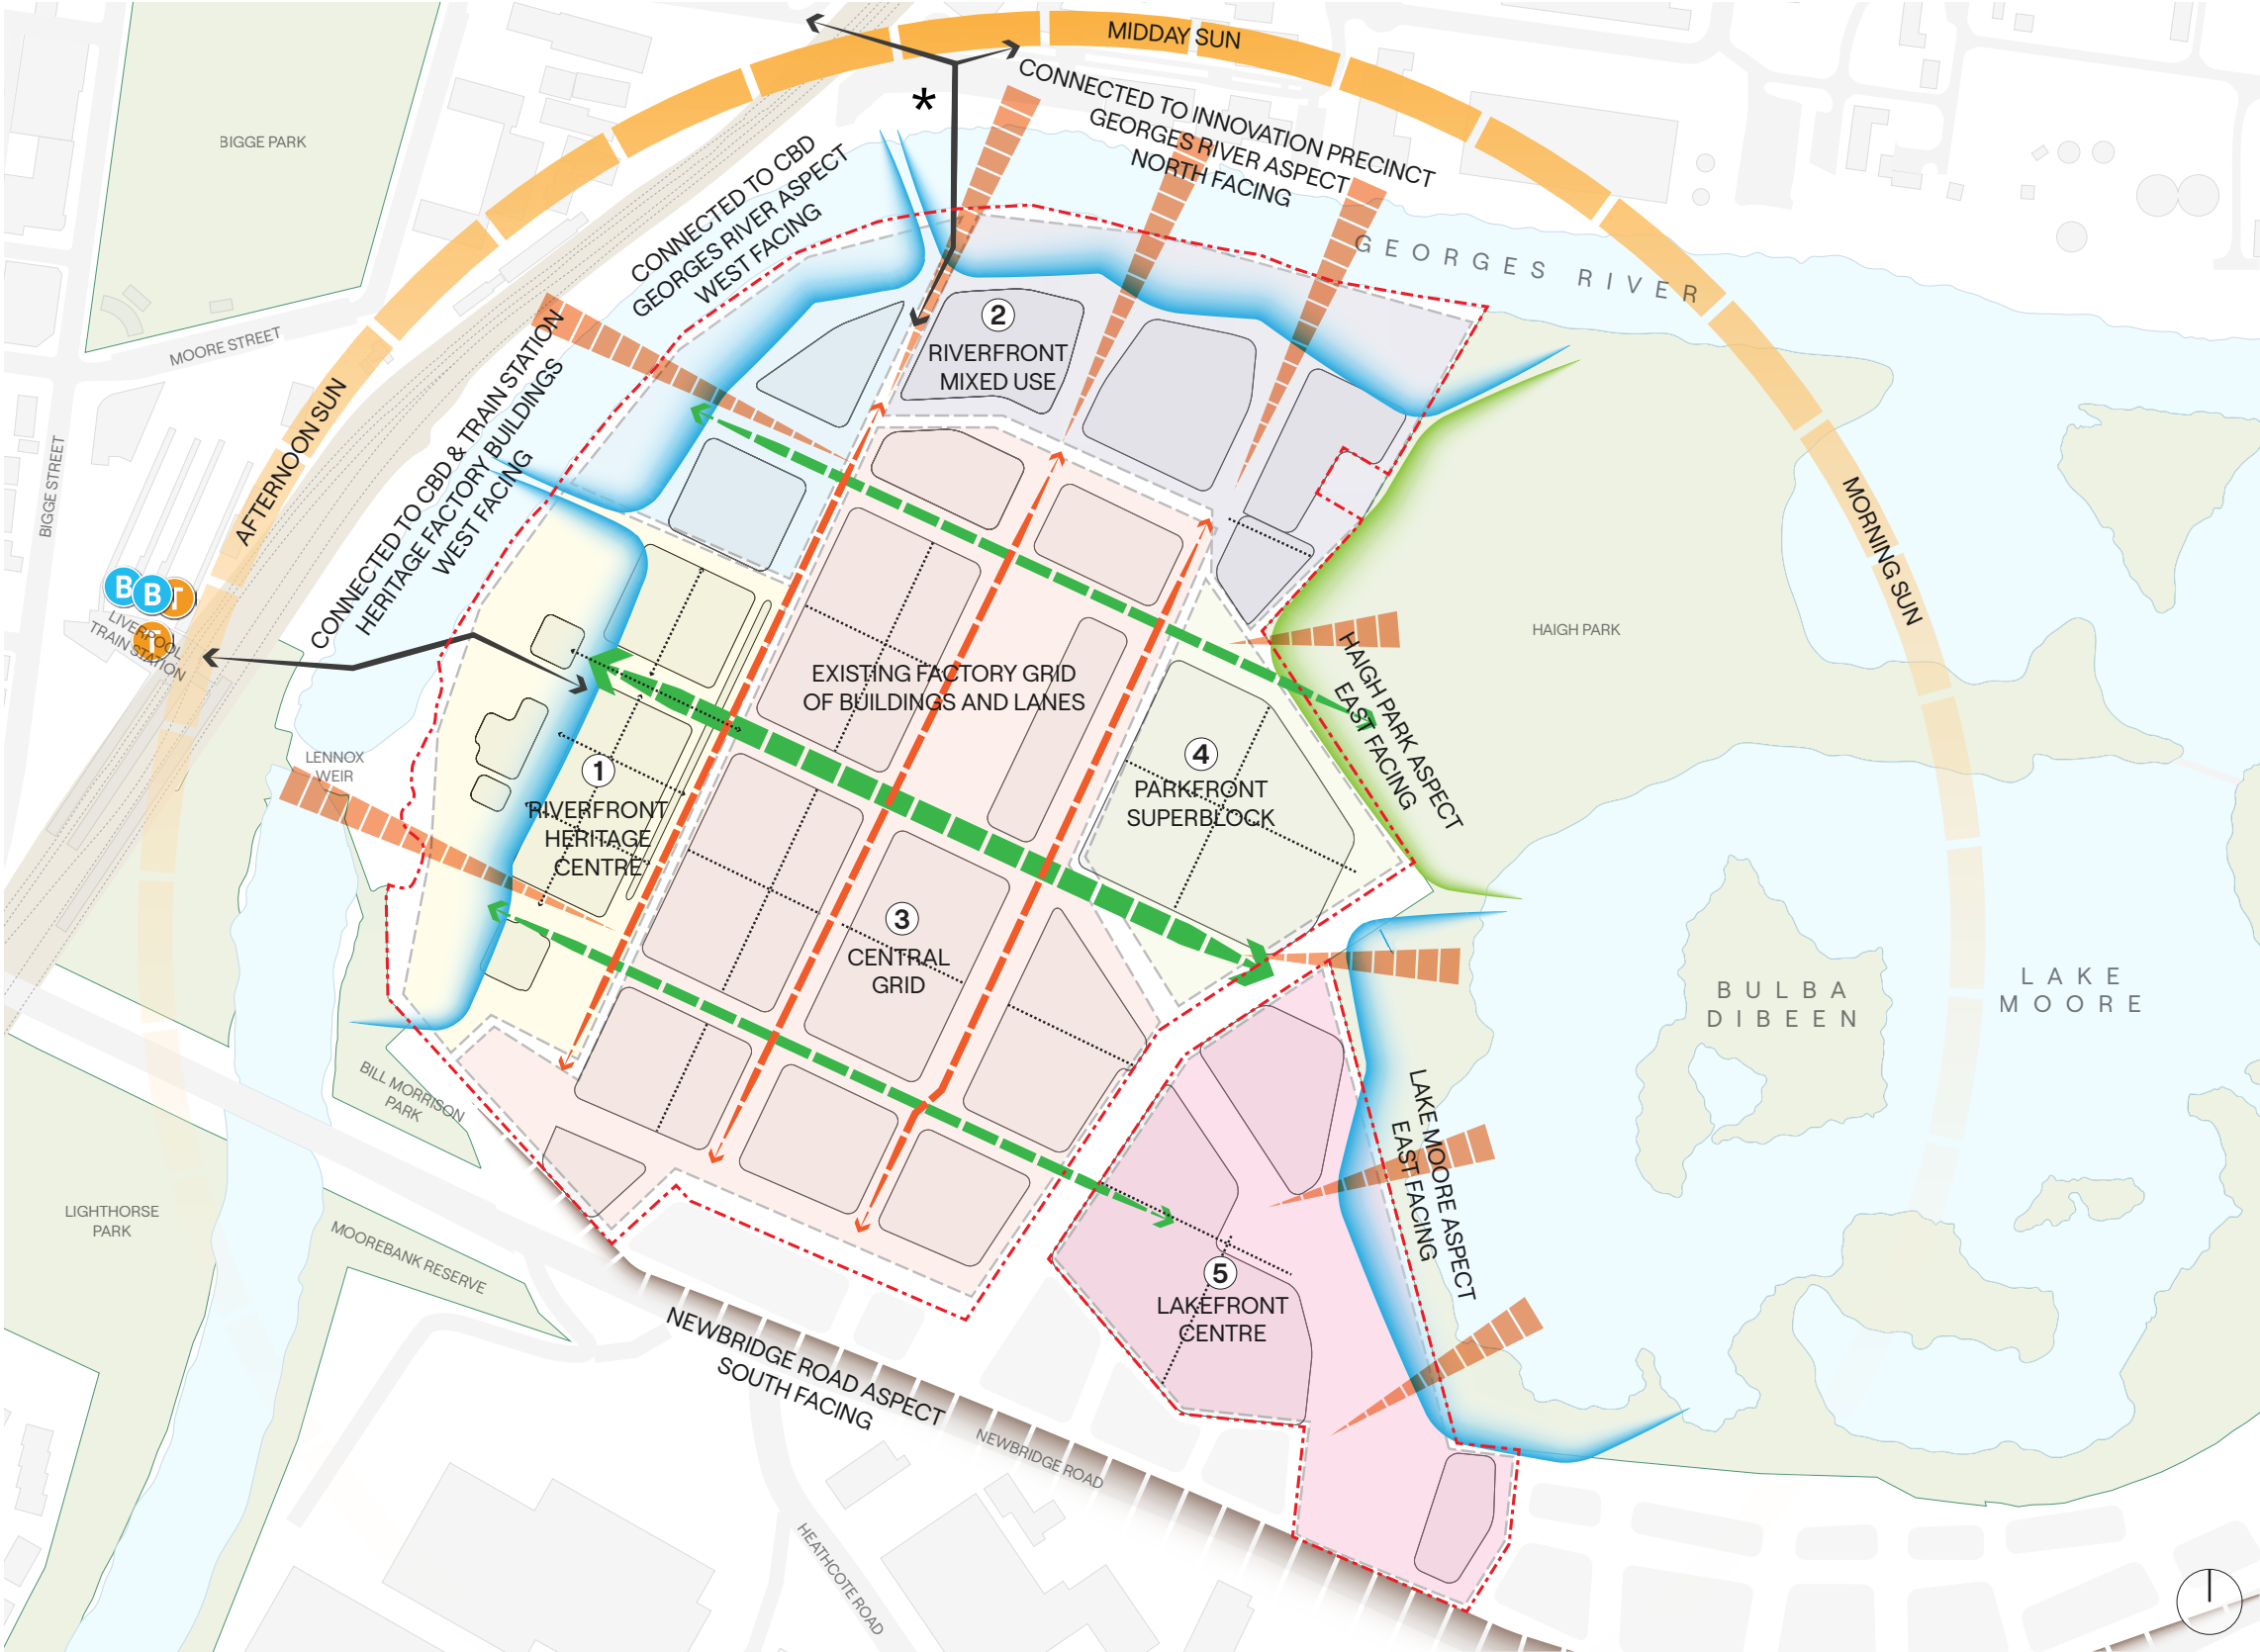 MIDDAY SUN
*
CONNECTED TO INNOVATION PRECINCT
GEORGES RIVER ASPECT
NORTH FACING
BIGGE PARK
CONNECTED TO CBD
GEORGES RIVER ASPECT
WEST FACING
GEORGES RIVER
MOORE STREET
2
RIVERFRONT
MIXED USE
AFTERNOON SUN
BIGGE STREET
CONNECTED TO CBD & TRAIN STATION
HERITAGE FACTORY BUILDINGS
WEST FACING
MORNING SUN
B
B
T
T
LIVERPOOL
TRAIN STATION
HAIGH PARK
EXISTING FACTORY GRID
OF BUILDINGS AND LANES
HAIGH PARK ASPECT
EAST FACING
LENNOX
WEIR
1
RIVERFRONT
HERITAGE
CENTRE
4
PARKFRONT
SUPERBLOCK
3
CENTRAL
GRID
BULBA
DIBEEN
LAKE
MOORE
BILL MORRISON
PARK
LAKE MOORE ASPECT
EAST FACING
LIGHTHORSE
PARK
MOOREBANK RESERVE
5
LAKEFRONT
CENTRE
NEWBRIDGE ROAD ASPECT
SOUTH FACING
NEWBRIDGE ROAD
HEATHCOTE ROAD